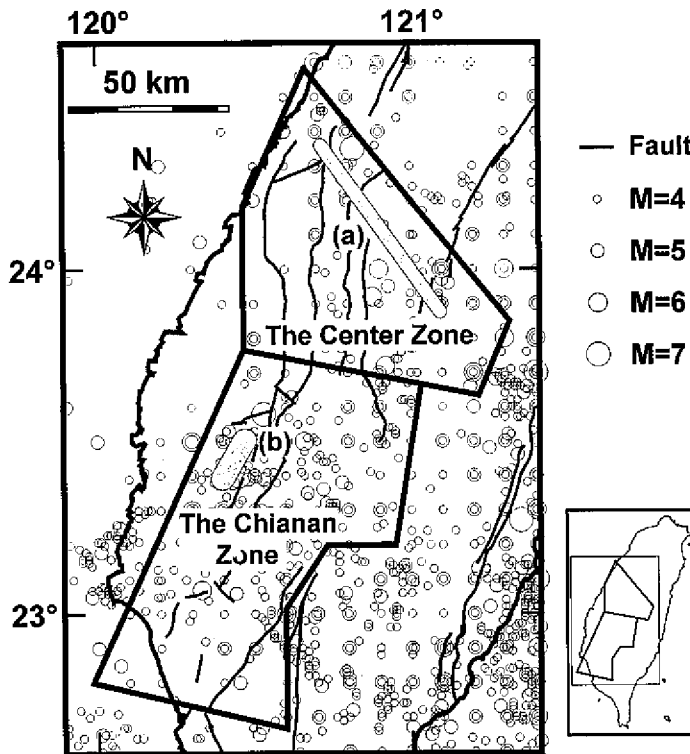 120° 121°
50 km
N
Fault
M=4
(a)
M=5
24°
M=6
The Center Zone
M=7
(b)
The Chianan
Zone
23°